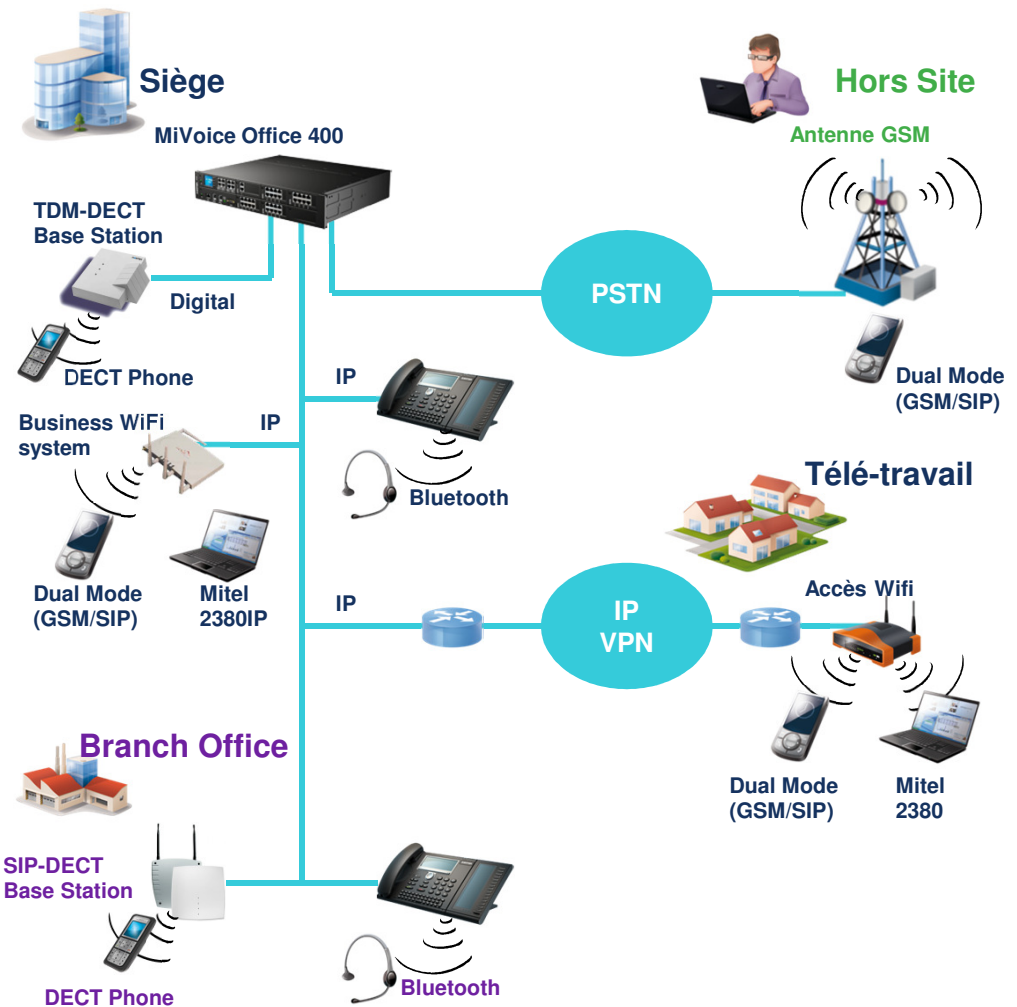 Siège
MiVoice Office 400
TDM-DECT
Base Station
Digital
DECT Phone
Business WiFi
system
IP
IP
Bluetooth
Dual Mode
(GSM/SIP)
Mitel
2380IP
Hors Site
Antenne GSM
PSTN
Dual Mode
(GSM/SIP)
Télé-travail
Accès Wifi
IP
IP
VPN
Dual Mode
(GSM/SIP)
Mitel
2380
Branch Office
SIP-DECT
Base Station
DECT Phone
Bluetooth